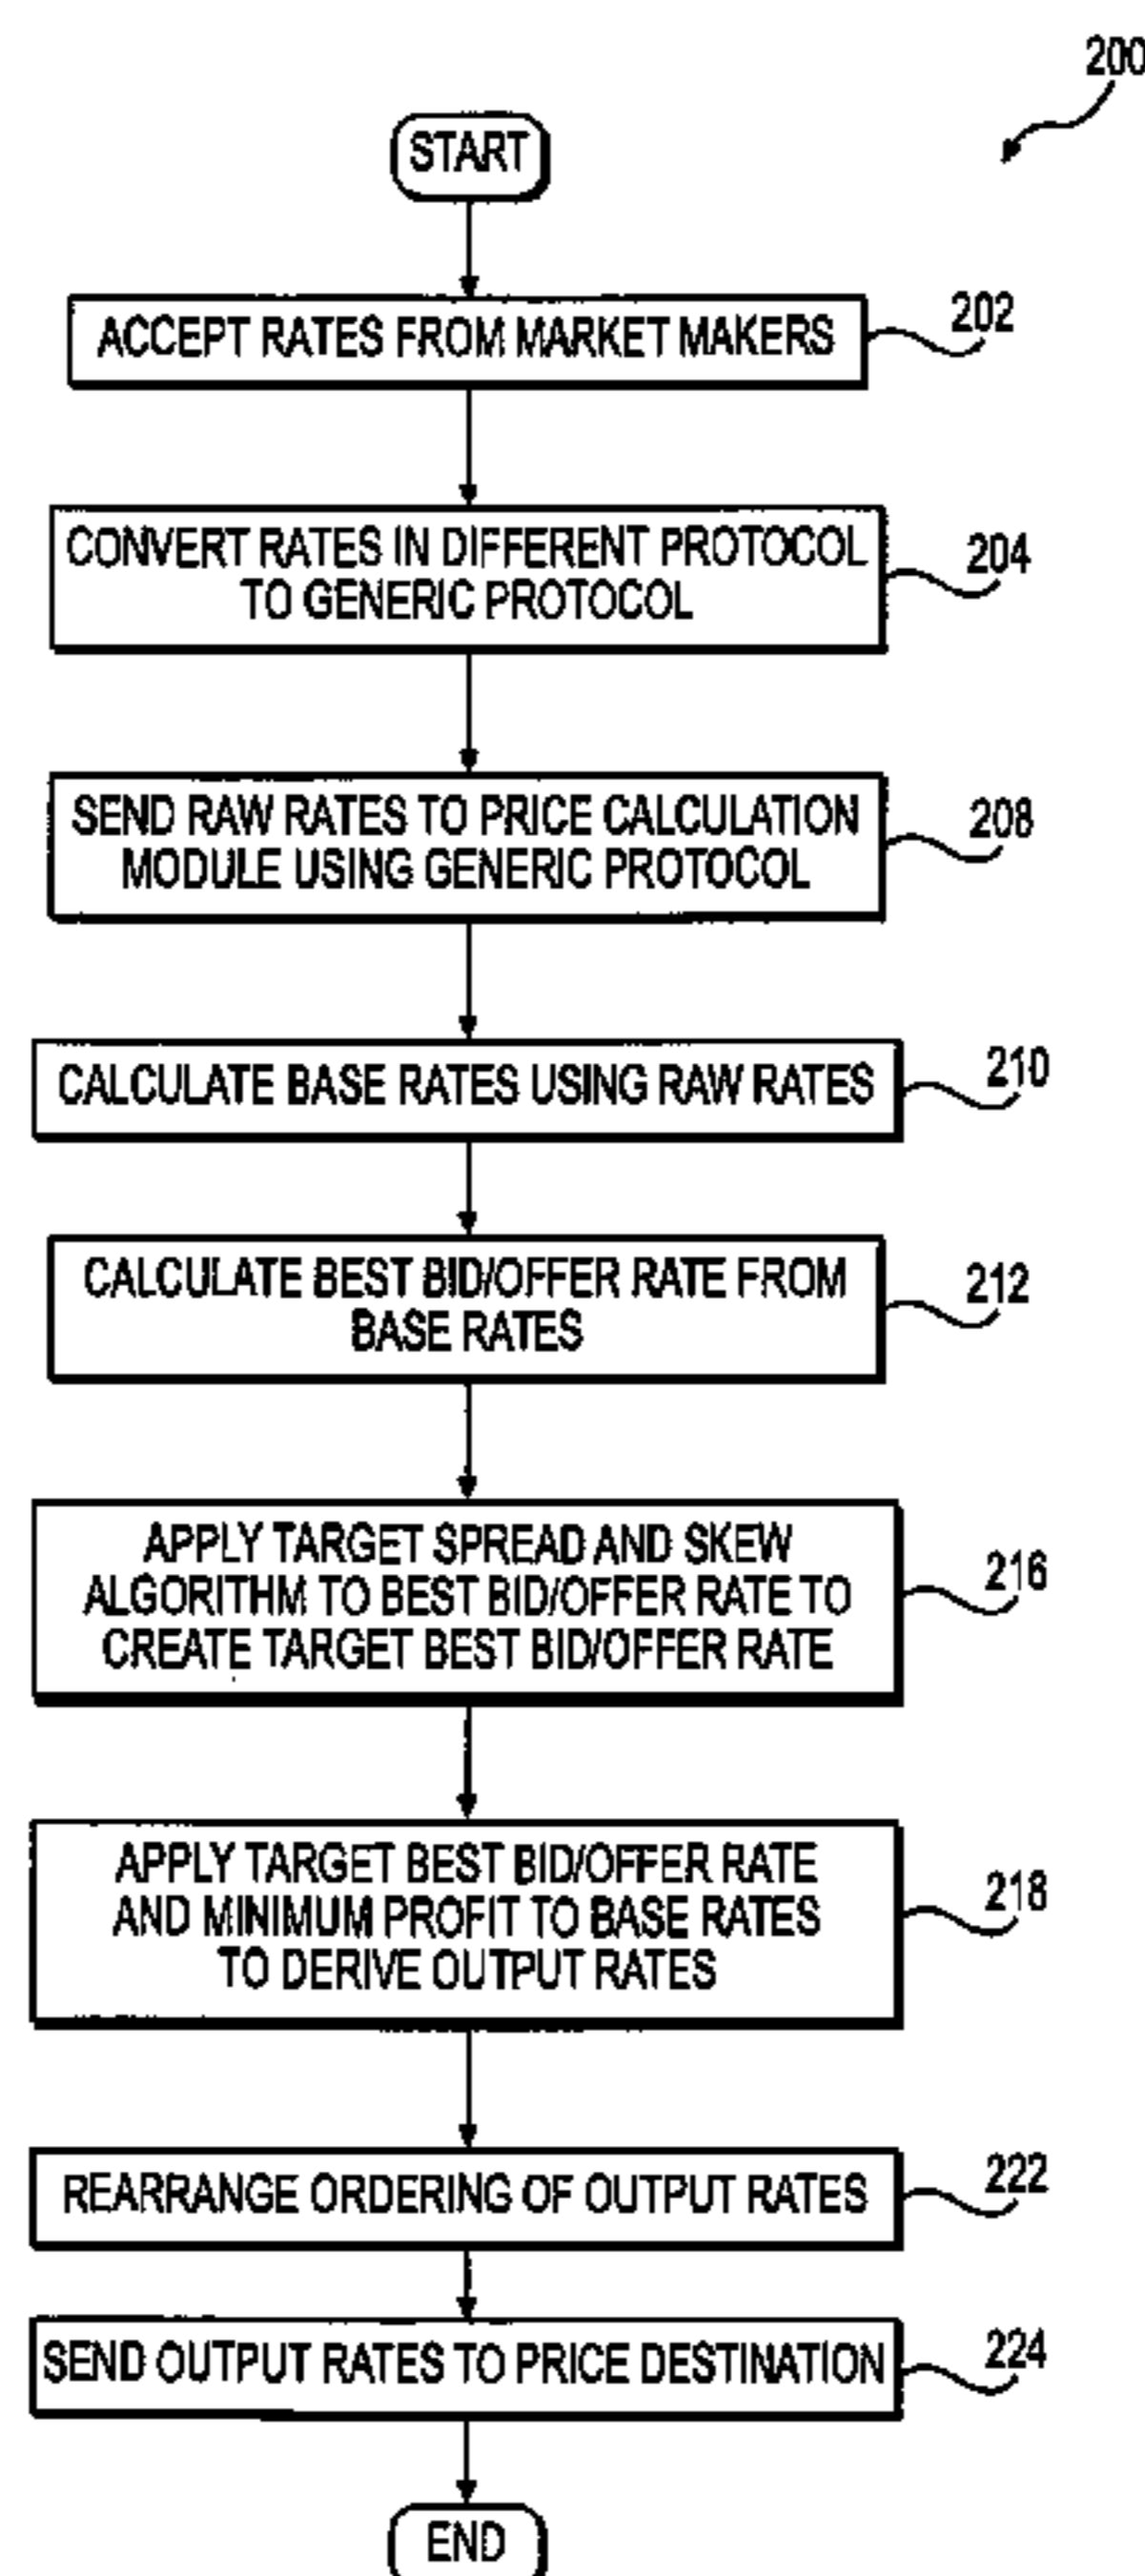 200
START
ACCEPT RATES FROM MARKET MAKERS
202
CONVERT RATES IN DIFFERENT PROTOCOL
TO GENERIC PROTOCOL
204
SEND RAW RATES TO PRICE CALCULATION
MODULE USING GENERIC PROTOCOL
208
CALCULATE BASE RATES USING RAW RATES
210
CALCULATE BEST BID/OFFER RATE FROM
BASE RATES
212
APPLY TARGET SPREAD AND SKEW
ALGORITHM TO BEST BID/OFFER RATE TO
CREATE TARGET BEST BID/OFFER RATE
216
APPLY TARGET BEST BID/OFFER RATE
AND MINIMUM PROFIT TO BASE RATES
TO DERIVE OUTPUT RATES
218
REARRANGE ORDERING OF OUTPUT RATES
222
SEND OUTPUT RATES TO PRICE DESTINATION
224
END